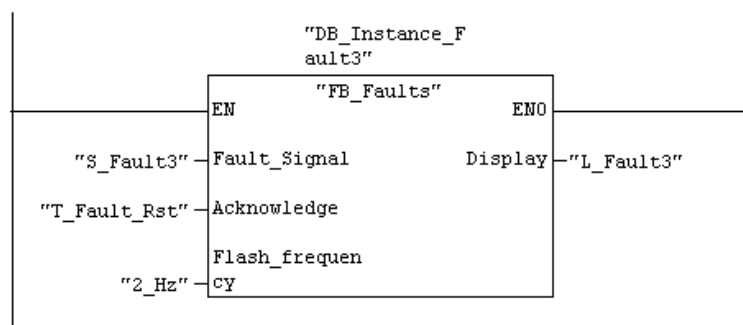 "DB_Instance_F
ault3"
"FB_Faults"
EN ENO
"S_Fault3" Fault_Signal Display "L_Fault3"
"T_Fault_Rst" Acknowledge
Flash_frequen
"2_Hz" cy